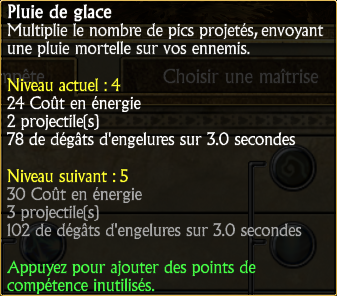 Pluie de glace
Multiplie le nombre de pics projetés, envoyant
une pluie mortelle sur vos ennemis.
Choisir une maîtrise
Niveau actuel : 4
24 Coût en énergie
2 projectile(s)
78 de dégâts d'engelures sur 3.0 secondes
Niveau suivant : 5
30 Coût en énergie
3 projectile(s)
102 de dégâts d'engelures sur 3.0 secondes
Appuyez pour ajouter des points de
compétence inutilisés.